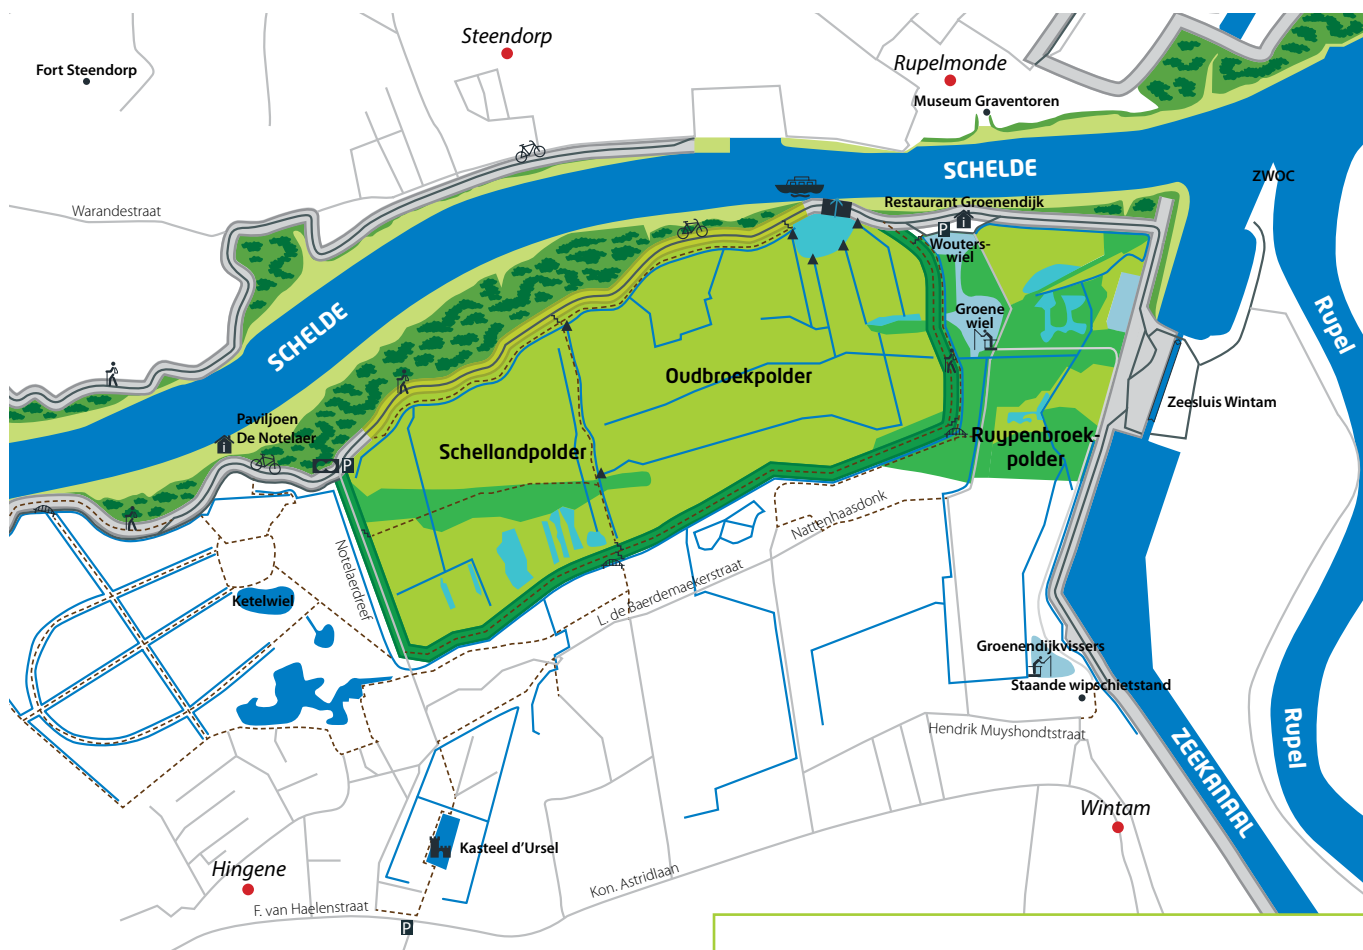 Steendorp
Fort Steendorp
Rupelmonde
Museum Graventoren
SCHELDE
ZWOC
Warandestraat
Restaurant Groenendijk
P
Wouters-
wiel
Groene
wiel
SCHELDE
Rupel
Oudbroekpolder
Zeesluis Wintam
Paviljoen
De Notelaer
Schellandpolder
Ruypenbroek-
polder
P
Nattenhaasdonk
Notelaerdreef
L. de Baerdemaekerstraat
Ketelwiel
Groenendijkvissers
Staande wipschietstand
Hendrik Muyshondtstraat
Rupel
ZEEKANAAL
Wintam
Kasteel d'Ursel
Hingene
Kon. Astridlaan
F. van Haelenstraat
P